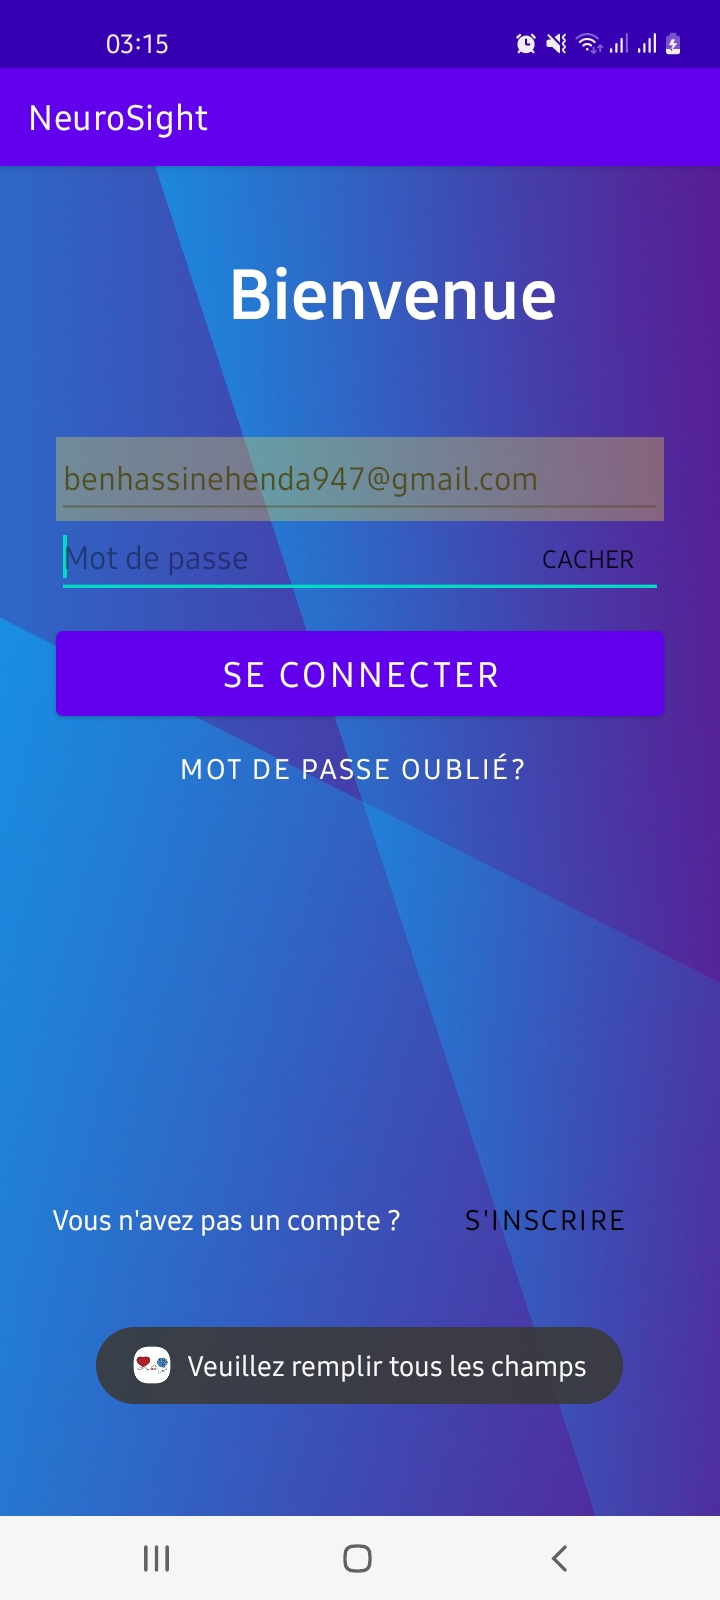 03:15
NeuroSight
Bienvenue
benhassinehenda947@gmail.com
Mot de passe CACHER
SE CONNECTER
MOT DE PASSE OUBLIÉ?
Vous n'avez pas un compte ? S'INSCRIRE
Veuillez remplir tous les champs